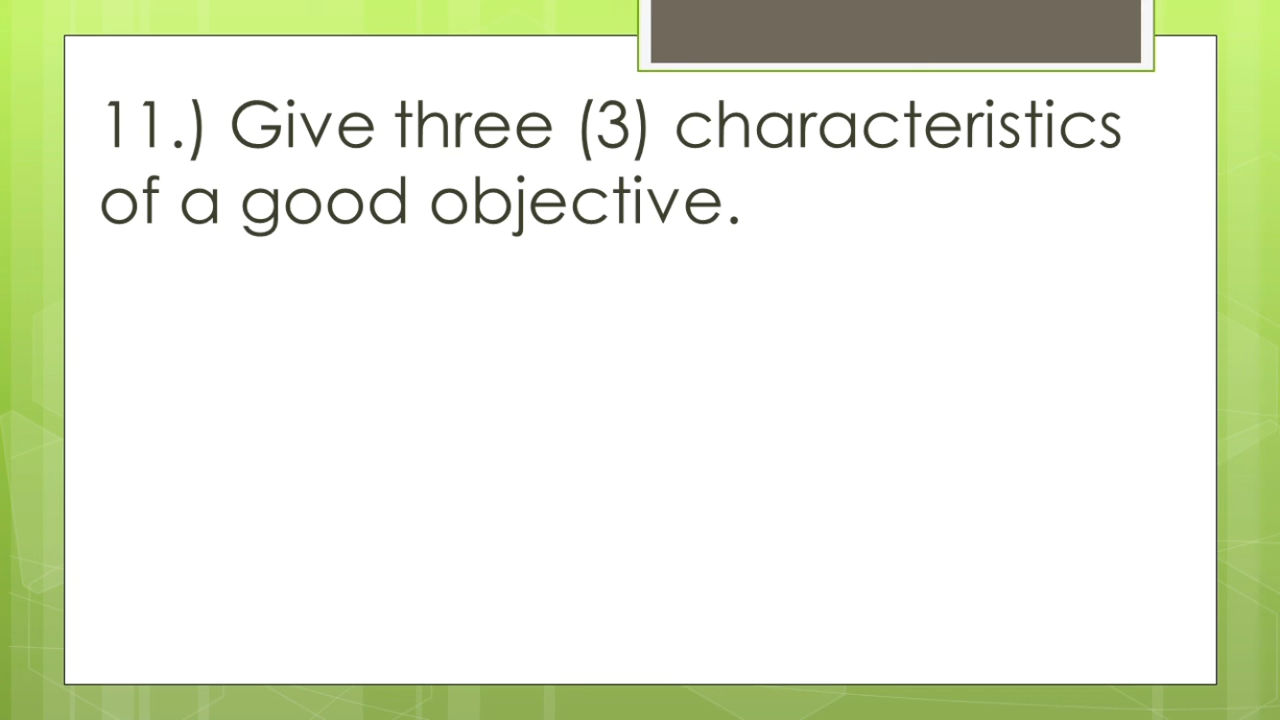 11.) Give three (3) characteristics
of a good objective.